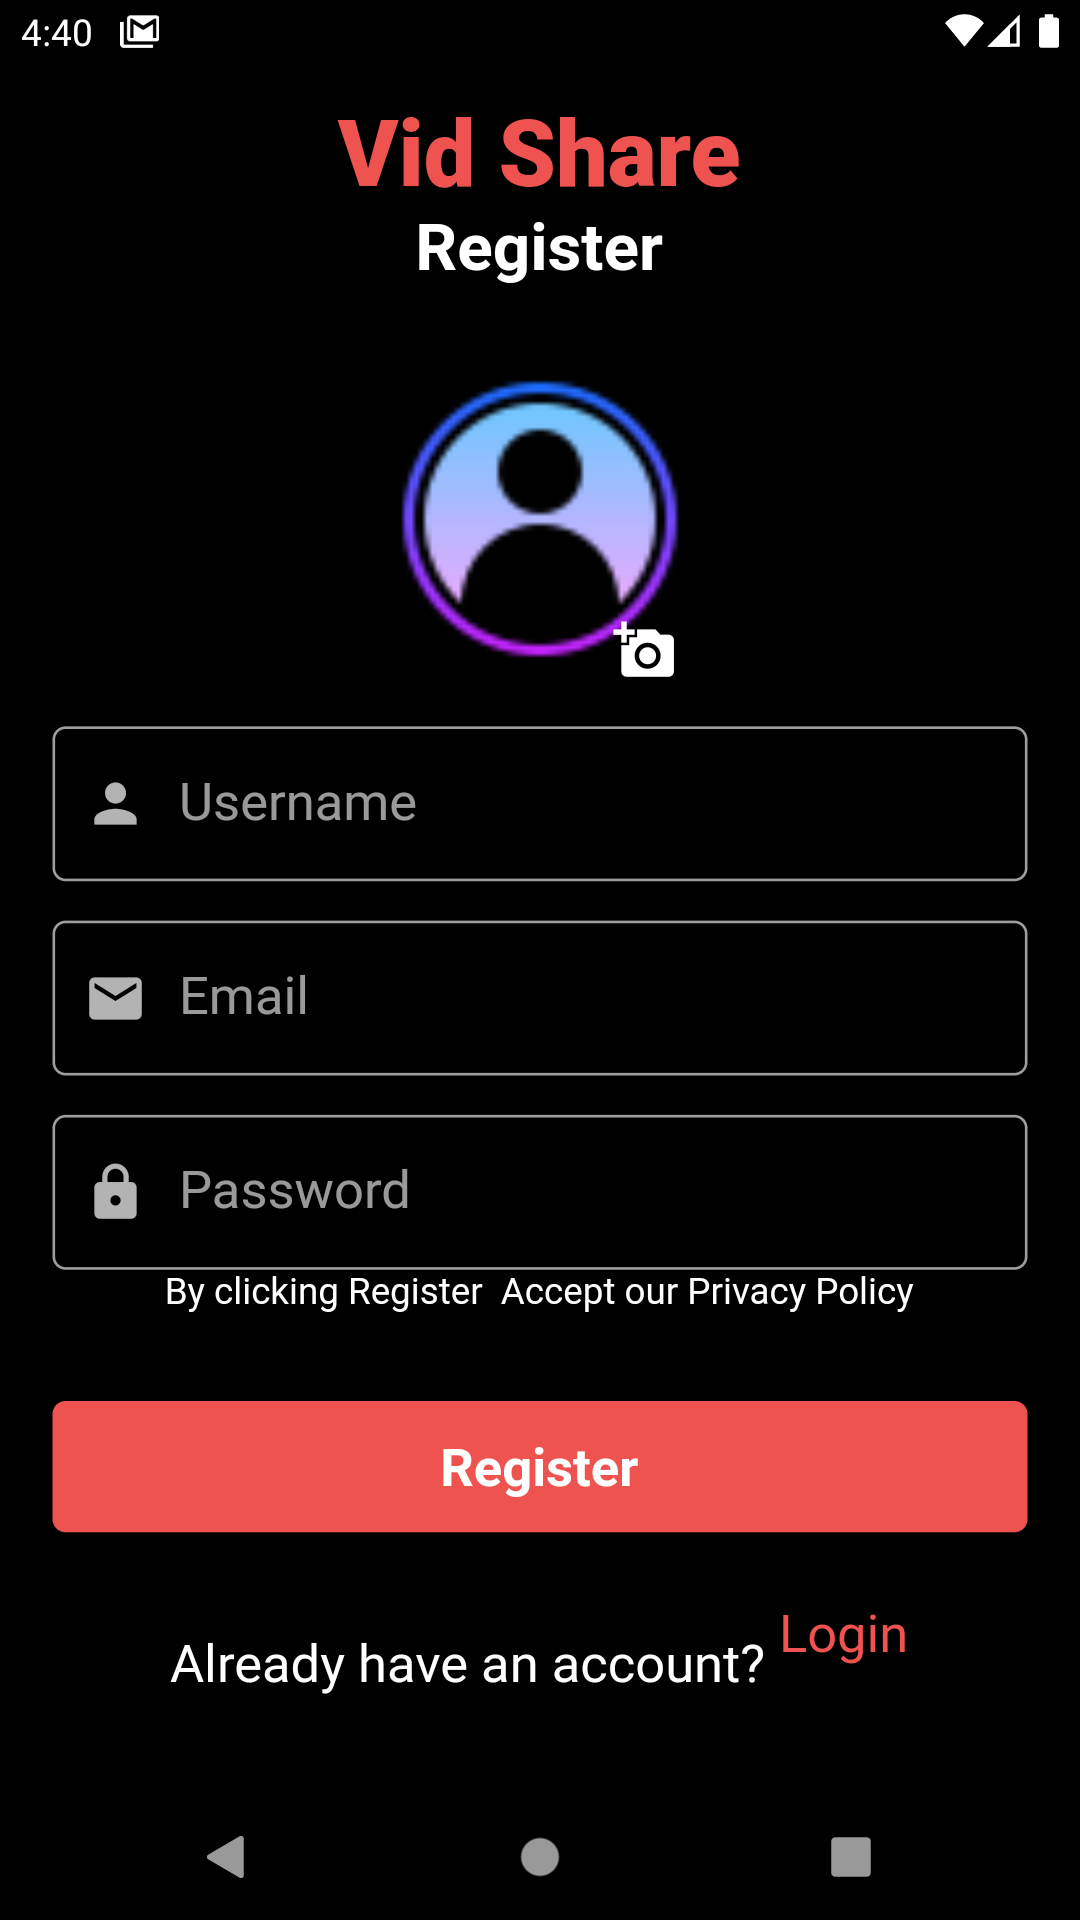 4:40
Vid Share
Register
Username
Email
Password
By clicking Register  Accept our Privacy Policy
Register
Already have an account? Login